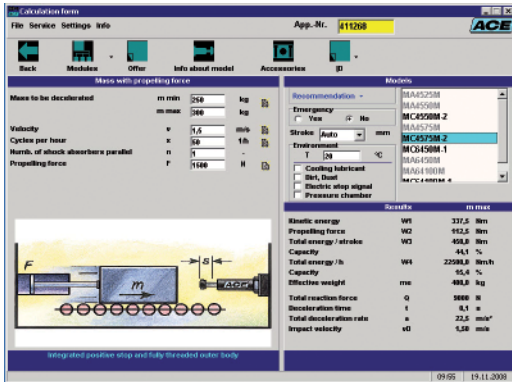 Calculation form
File Service Settings Info
App.-Nr. 411268
ACE
Back Modules Offer Info about model Accessories
Mass with propelling force
Models
Mass to be decelerated m min 250 kg
m max 300 kg
Velocity v 1,5 m/s
Cycles per hour x 50 1/h
Numb. of shock absorbers parallel n 1 -
Propelling force F 1500 N
Recommendation -
Emergency
Yes No
Stroke Auto mm
Environment
T 20 °C
Cooling lubricant
Dirt, Dust
Electric stop signal
Pressure chamber
MA4525M
MA4550M
MC4550M-2
MA4575M
MC4575M-2
MC6450M-1
MA6450M
MA64100M
Results m max
Kinetic energy W1 337,5 Nm
Propelling force W2 112,5 Nm
Total energy / stroke W3 450,0 Nm
Capacity 44,1 %
Total energy /h W4 22500,0 Nm/h
Capacity 15,4 %
Effective weight me 400,0 kg
Total reaction force Q 9000 N
Deceleration time t 0,1 s
Total deceleration rate a 22,5 m/s²
Impact velocity vD 1,50 m/s
F
m
s
ACE
Integrated positive stop and fully threaded outer body
09:55 19.11.2008